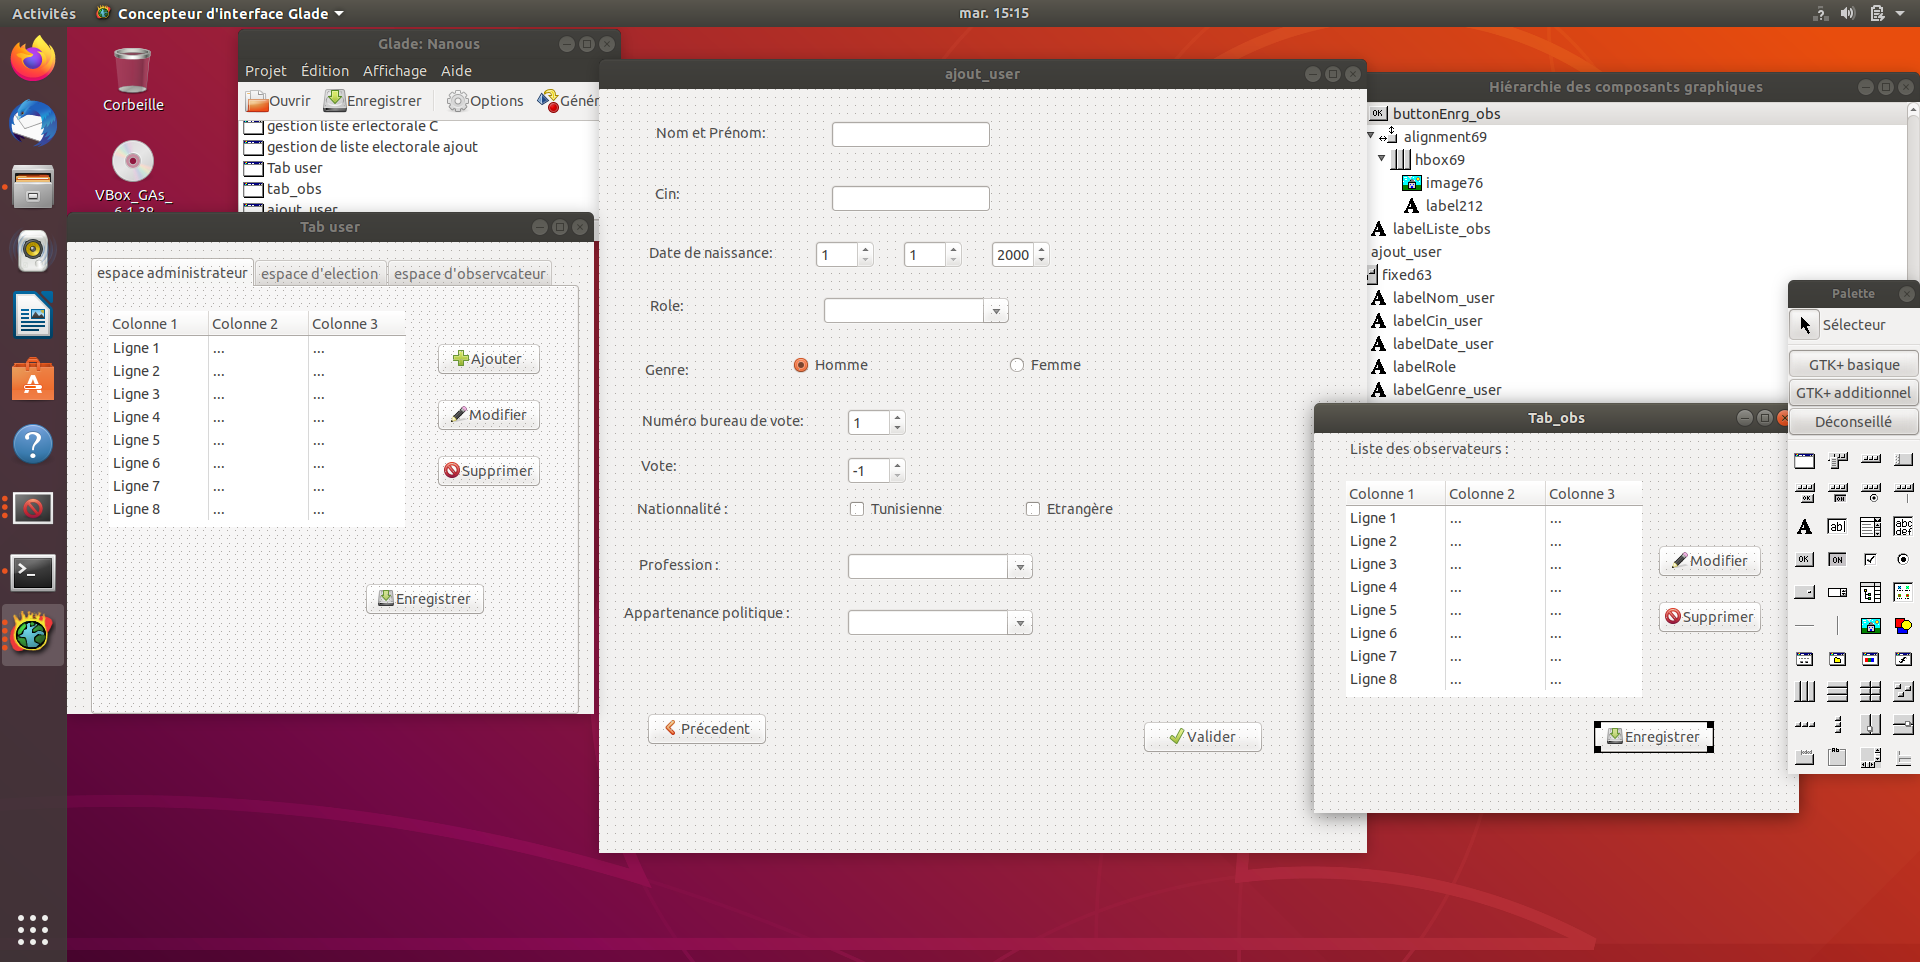 Activités
Concepteur d'interface Glade
mar. 15:15
Corbeille
VBox_GAs_
6.1.38
Glade: Nanous
Projet Édition Affichage Aide
Ouvrir Enregistrer Options Génér
gestion liste erlectorale C
gestion de liste electorale ajout
Tab user
tab_obs
ajout_user
Tab user
espace administrateur espace d'election espace d'observcateur
Colonne 1 Colonne 2 Colonne 3
Ligne 1 ... ...
Ligne 2 ... ...
Ligne 3 ... ...
Ligne 4 ... ...
Ligne 5 ... ...
Ligne 6 ... ...
Ligne 7 ... ...
Ligne 8 ... ...
Ajouter
Modifier
Supprimer
Enregistrer
ajout_user
Nom et Prénom:
Cin:
Date de naissance: 1 1 2000
Role:
Genre: Homme Femme
Numéro bureau de vote: 1
Vote: -1
Nationnalité : Tunisienne Etrangère
Profession :
Appartenance politique :
Précedent
Valider
Hiérarchie des composants graphiques
buttonEnrg_obs
alignment69
hbox69
image76
label212
labelListe_obs
ajout_user
fixed63
labelNom_user
labelCin_user
labelDate_user
labelRole
labelGenre_user
Tab_obs
Liste des observateurs :
Colonne 1 Colonne 2 Colonne 3
Ligne 1 ... ...
Ligne 2 ... ...
Ligne 3 ... ...
Ligne 4 ... ...
Ligne 5 ... ...
Ligne 6 ... ...
Ligne 7 ... ...
Ligne 8 ... ...
Modifier
Supprimer
Enregistrer
Palette
Sélecteur
GTK+ basique
GTK+ additionnel
Déconseillé